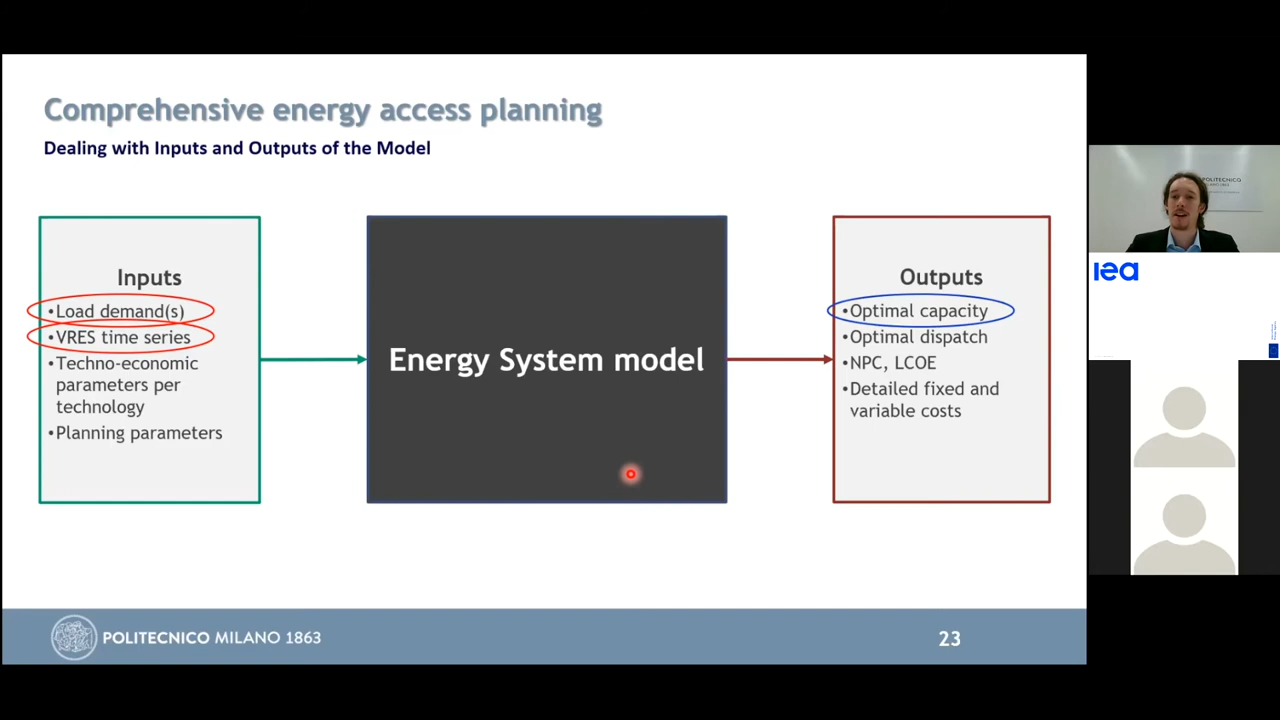 Comprehensive energy access planning
Dealing with Inputs and Outputs of the Model
Inputs
•Load demand(s)
•VRES time series
•Techno-economic
parameters per
technology
•Planning parameters
Energy System model
Outputs
•Optimal capacity
•Optimal dispatch
•NPC, LCOE
•Detailed fixed and
variable costs
POLITECNICO MILANO 1863
23
POLITECNICO
iea